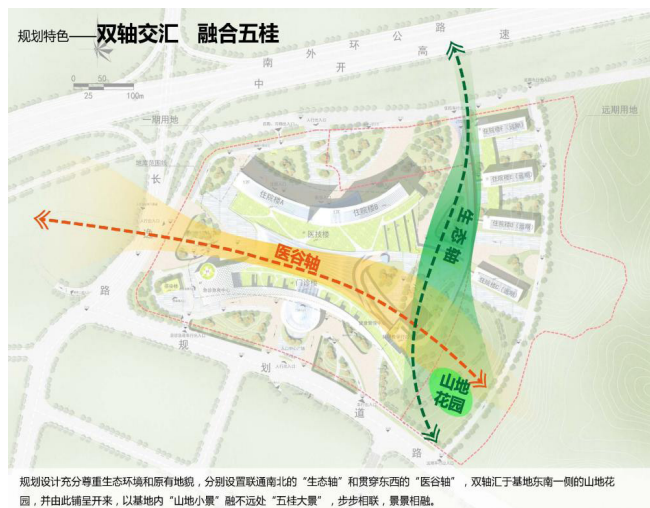 规划特色——双轴交汇 融合五桂
南外环公路
中开高速
0 50
25 100m
一期用地
远期用地
长
路
住院楼A
住院楼B
医技楼
门诊楼
医谷轴
生态轴
山地
花园
规划道路
规划设计充分尊重生态环境和原有地貌，分别设置联通南北的“生态轴”和贯穿东西的“医谷轴”，双轴汇于基地东南一侧的山地花
园，并由此铺呈开来，以基地内“山地小景”融不远处“五桂大景”，步步相联，景景相融。